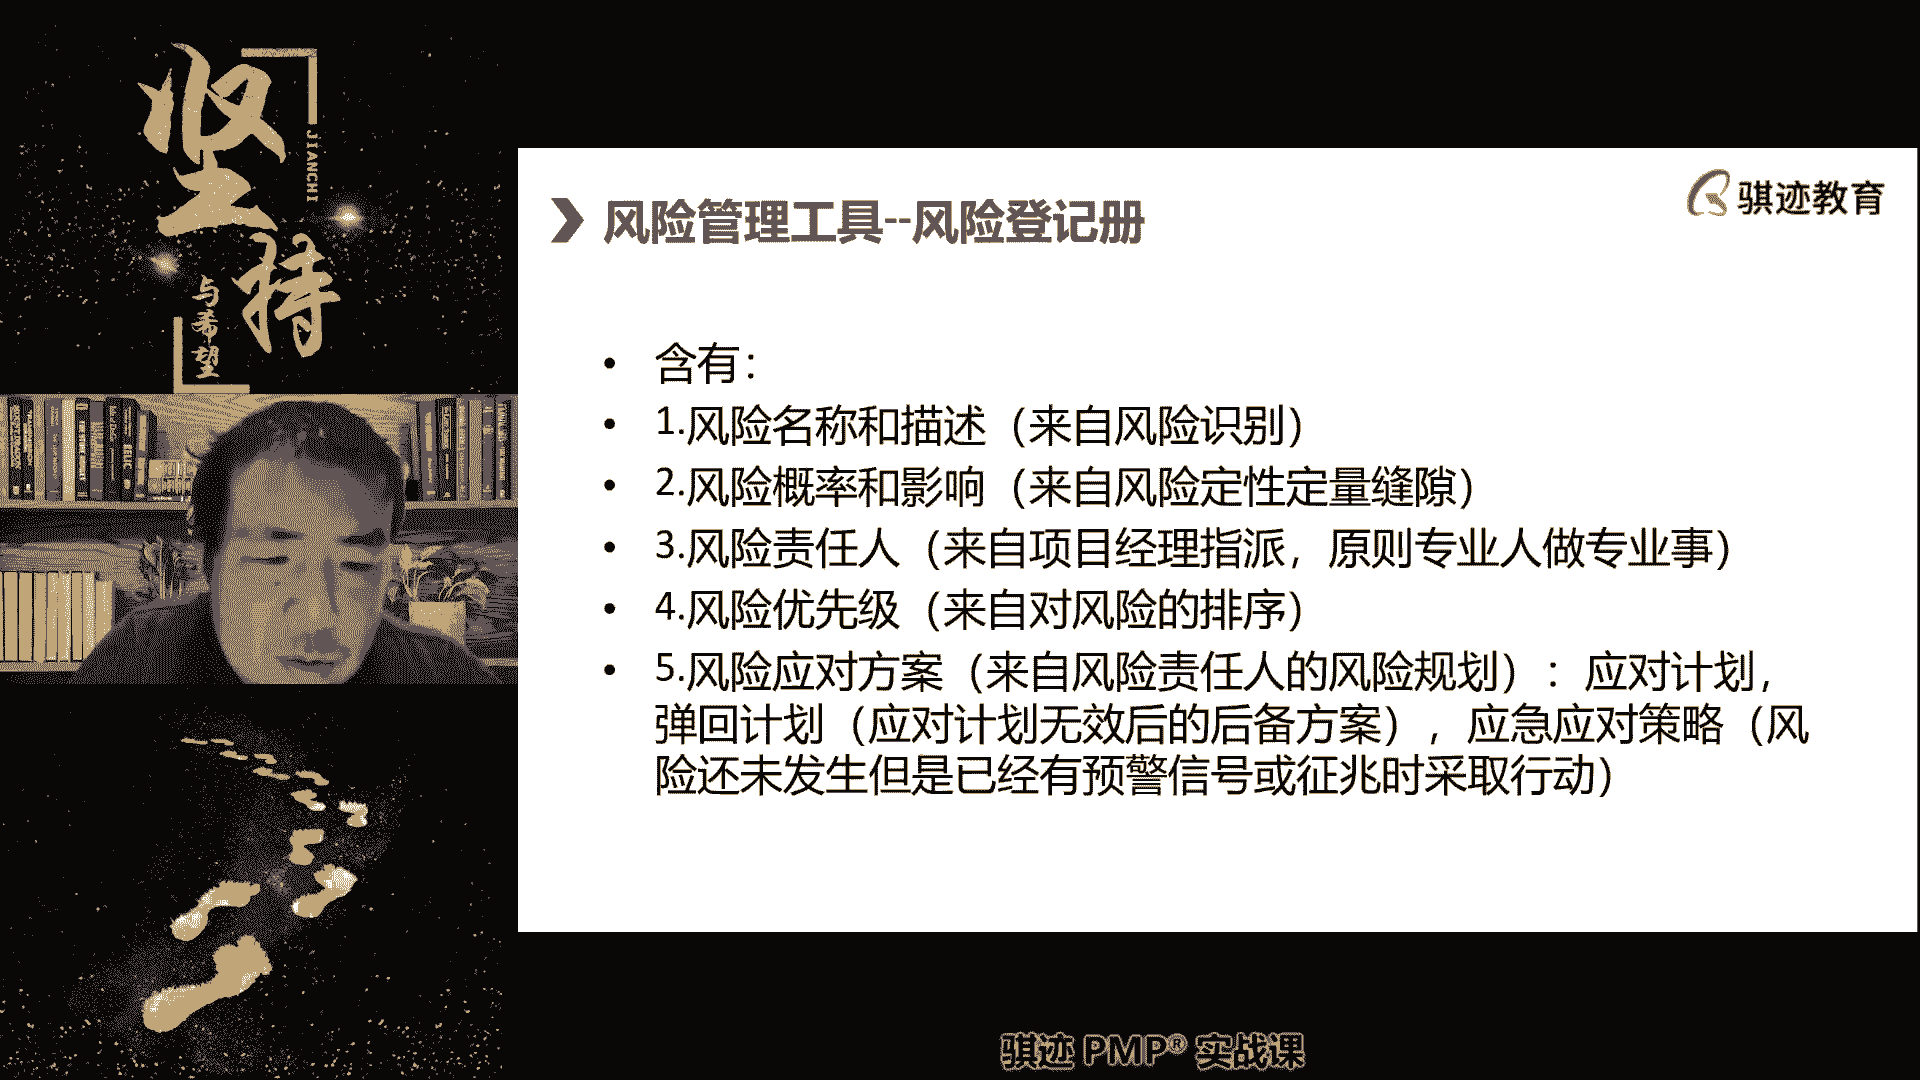 坚持
JIANCHI
与希望
骐迹教育
风险管理工具--风险登记册
• 含有：
• 1.风险名称和描述（来自风险识别）
• 2.风险概率和影响（来自风险定性定量缝隙）
• 3.风险责任人（来自项目经理指派，原则专业人做专业事）
• 4.风险优先级（来自对风险的排序）
• 5.风险应对方案（来自风险责任人的风险规划）：应对计划，
弹回计划（应对计划无效后的后备方案），应急应对策略（风
险还未发生但是已经有预警信号或征兆时采取行动）
骐迹 PMP® 实战课